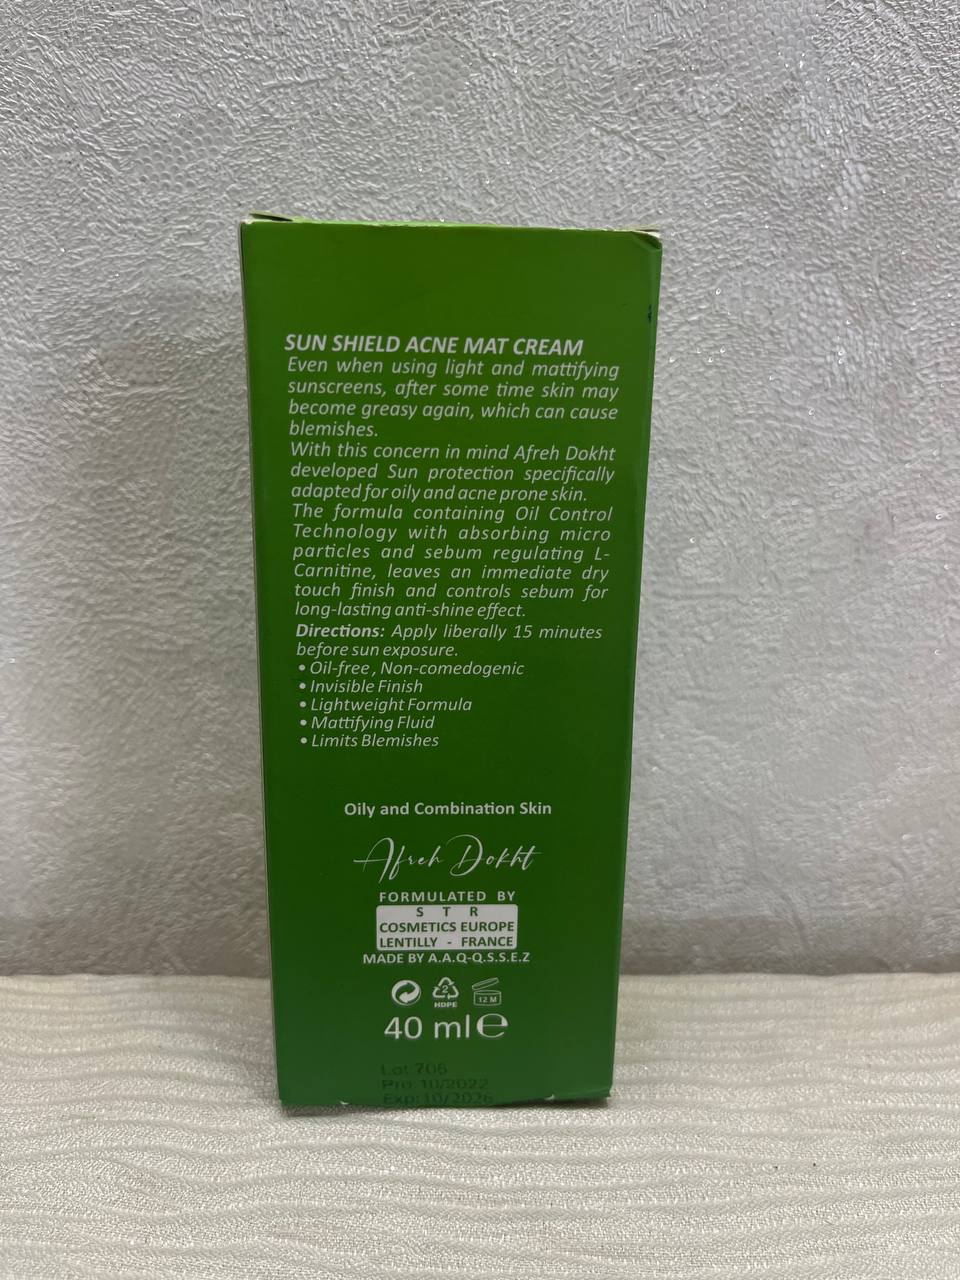 SUN SHIELD ACNE MAT CREAM
Even when using light and mattifying
sunscreens, after some time skin may
become greasy again, which can cause
blemishes.
With this concern in mind Afreh Dokht
developed Sun protection specifically
adapted for oily and acne prone skin.
The formula containing Oil Control
Technology with absorbing micro
particles and sebum regulating L-
Carnitine, leaves an immediate dry
touch finish and controls sebum for
long-lasting anti-shine effect.
Directions: Apply liberally 15 minutes
before sun exposure.
• Oil-free, Non-comedogenic
• Invisible Finish
• Lightweight Formula
• Mattifying Fluid
• Limits Blemishes
Oily and Combination Skin
Afreh Dokht
FORMULATED BY
S T R
COSMETICS EUROPE
LENTILLY - FRANCE
MADE BY A.A.Q-Q.S.S.E.Z
2 12 M
HDPE
40 ml e
Lot 706
Pro: 10/2022
Exp: 10/2026